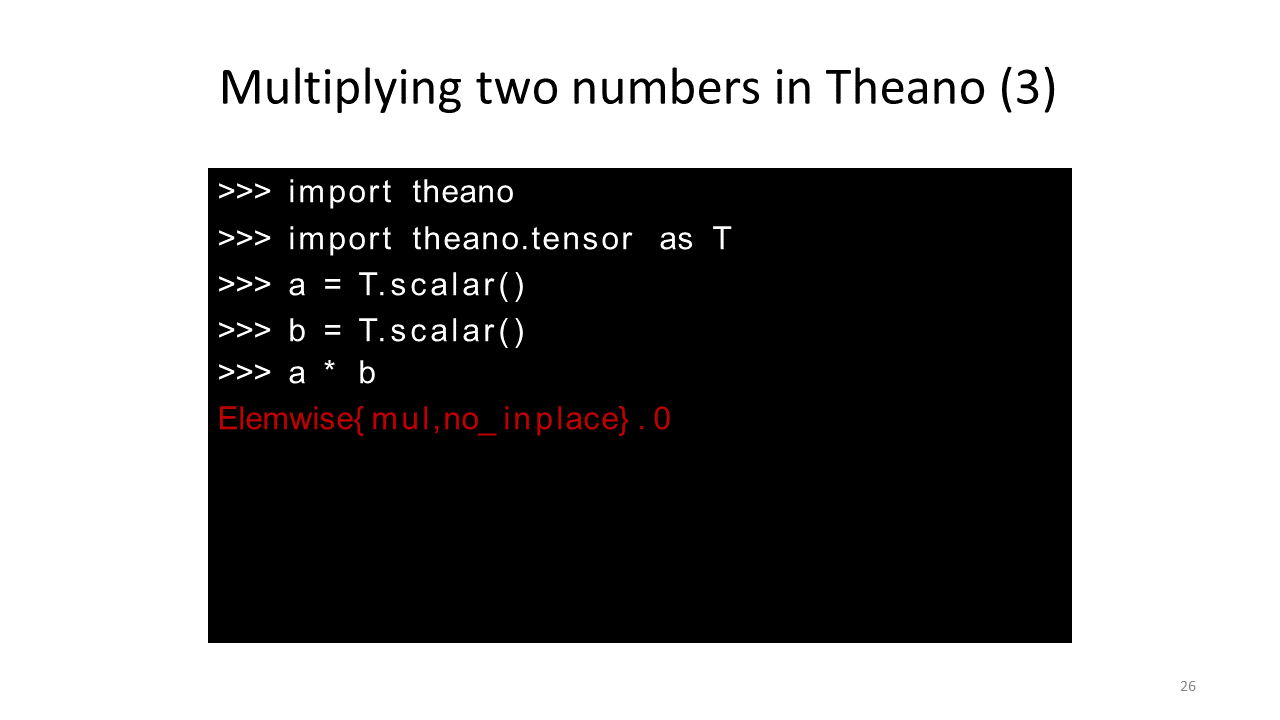 Multiplying two numbers in Theano (3)
>>> import theano
>>> import theano.tensor as T
>>> a = T.scalar()
>>> b = T.scalar()
>>> a * b
Elemwise{mul,no_inplace}.0
26